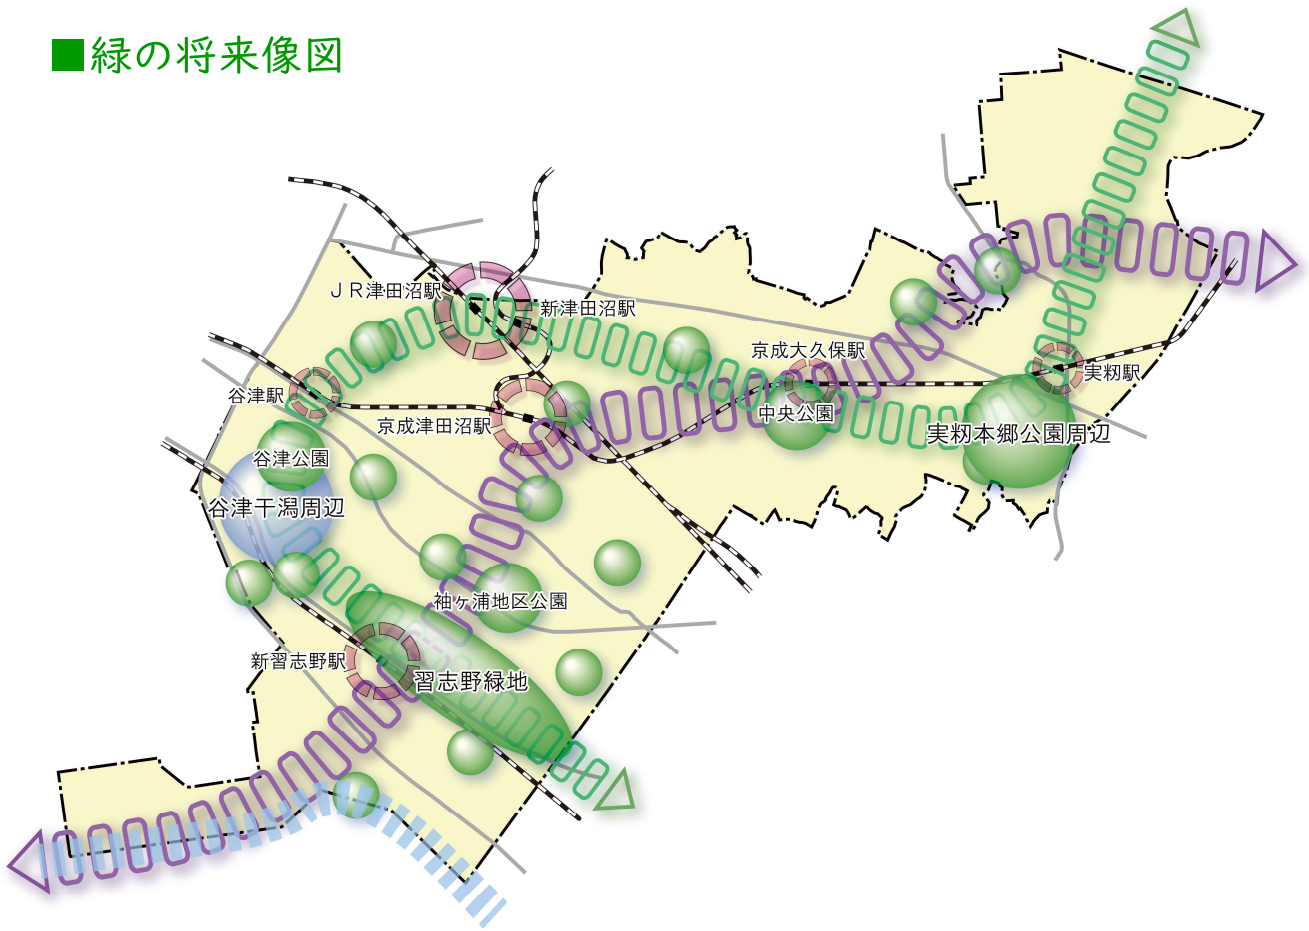 ■緑の将来像図
JR津田沼駅
新津田沼駅
京成大久保駅
実籾駅
谷津駅
京成津田沼駅
中央公園
実籾本郷公園周辺
谷津公園
谷津干潟周辺
袖ヶ浦地区公園
新習志野駅
習志野緑地